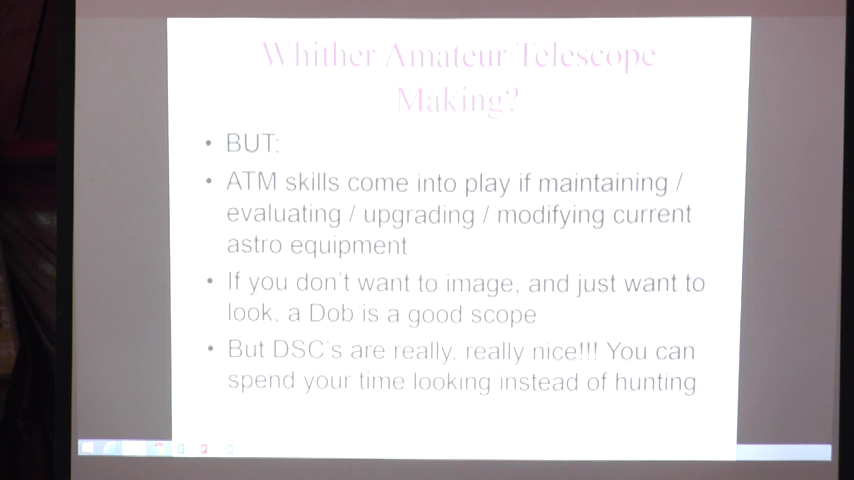 Whither Amateur Telescope
Making?
• BUT:
• ATM skills come into play if maintaining /
evaluating / upgrading / modifying current
astro equipment
• If you don't want to image, and just want to
look, a Dob is a good scope
• But DSC's are really, really nice!!! You can
spend your time looking instead of hunting